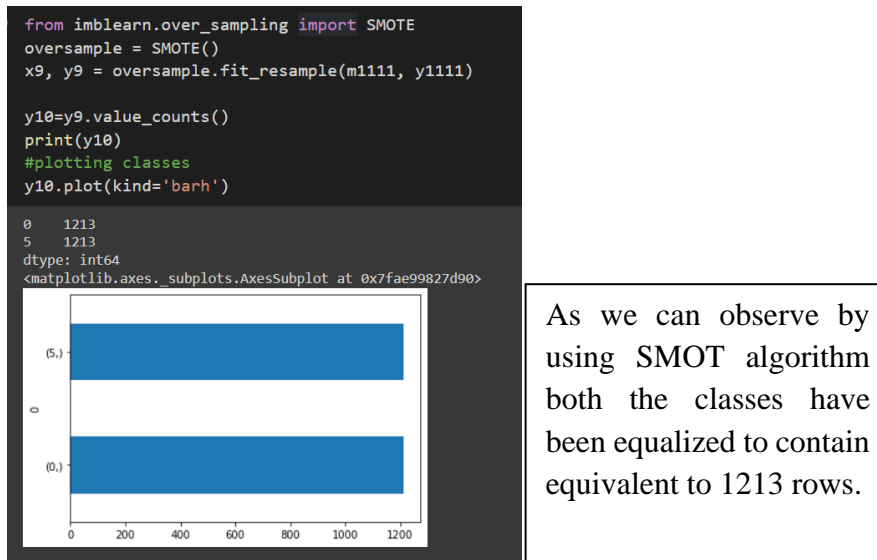 from imblearn.over_sampling import SMOTE
oversample = SMOTE()
x9, y9 = oversample.fit_resample(m1111, y1111)
y10=y9.value_counts()
print(y10)
#plotting classes
y10.plot(kind='barh')
0    1213
5    1213
dtype: int64
<matplotlib.axes._subplots.AxesSubplot at 0x7fae99827d90>
(5,)
0
(0,)
0 200 400 600 800 1000 1200
As we can observe by
using SMOT algorithm
both the classes have
been equalized to contain
equivalent to 1213 rows.